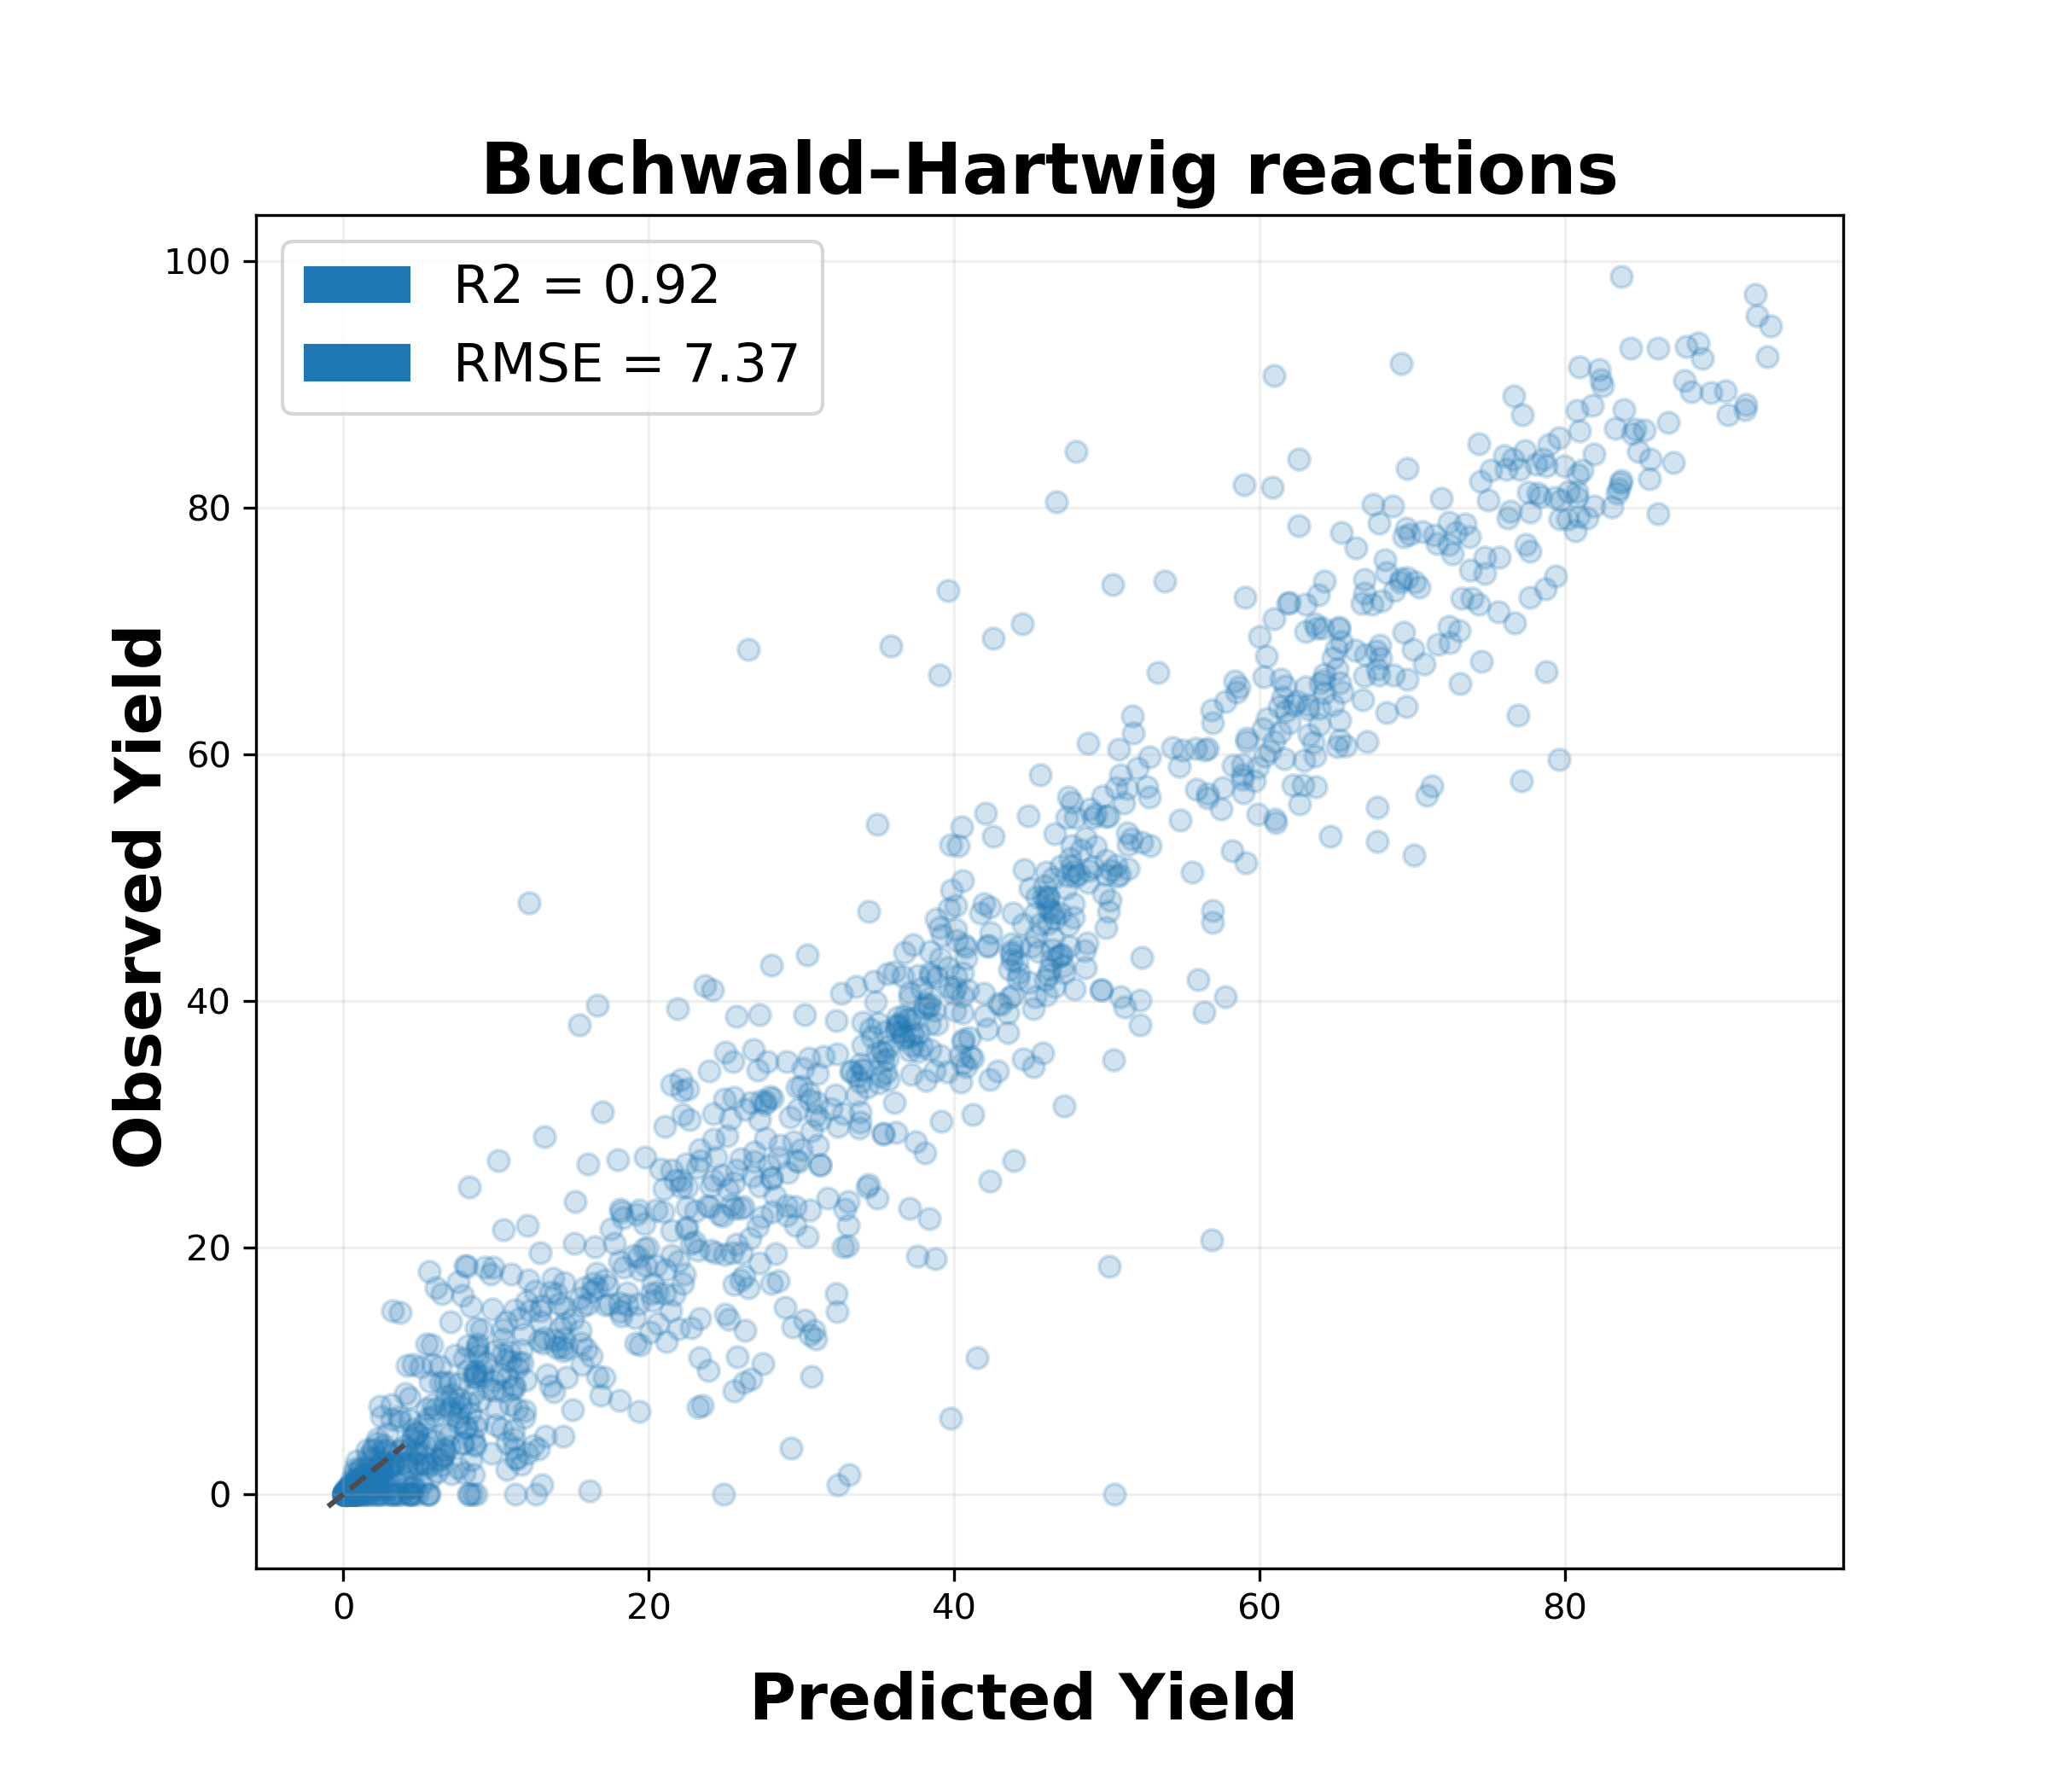 Buchwald–Hartwig reactions
R2 = 0.92
RMSE = 7.37
100
80
60
40
20
0
Observed Yield
0 20 40 60 80
Predicted Yield